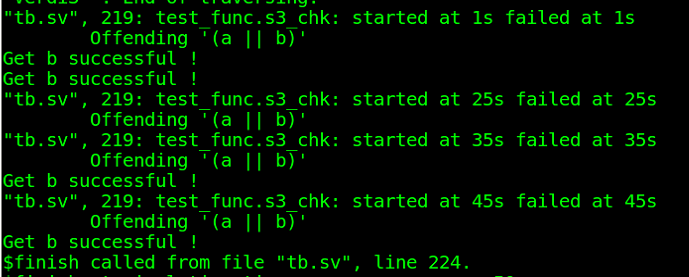 "verdi3" : End of traversing.
"tb.sv", 219: test_func.s3_chk: started at 1s failed at 1s
Offending '(a || b)'
Get b successful !
Get b successful !
"tb.sv", 219: test_func.s3_chk: started at 25s failed at 25s
Offending '(a || b)'
"tb.sv", 219: test_func.s3_chk: started at 35s failed at 35s
Offending '(a || b)'
Get b successful !
"tb.sv", 219: test_func.s3_chk: started at 45s failed at 45s
Offending '(a || b)'
Get b successful !
$finish called from file "tb.sv", line 224.